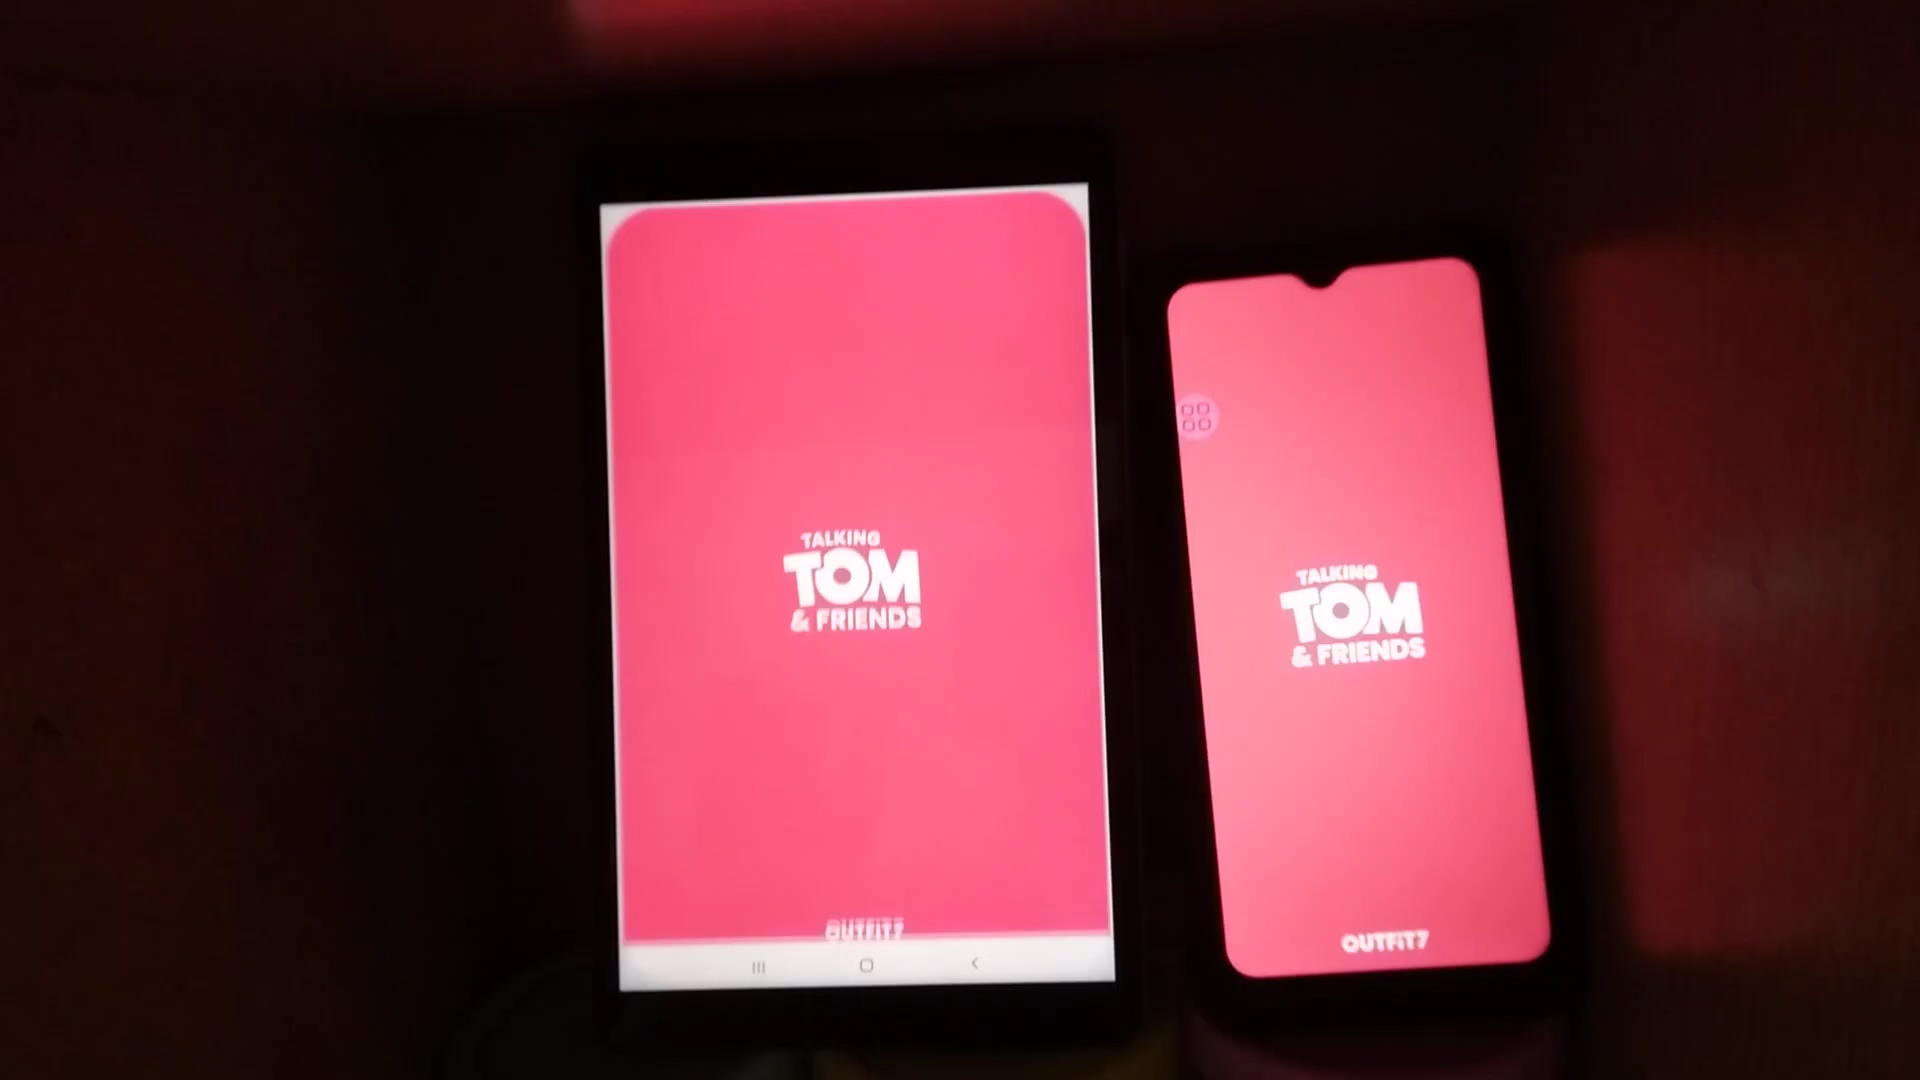 TALKING
TOM
& FRIENDS
OUTFIT7
TALKING
TOM
& FRIENDS
OUTFIT7